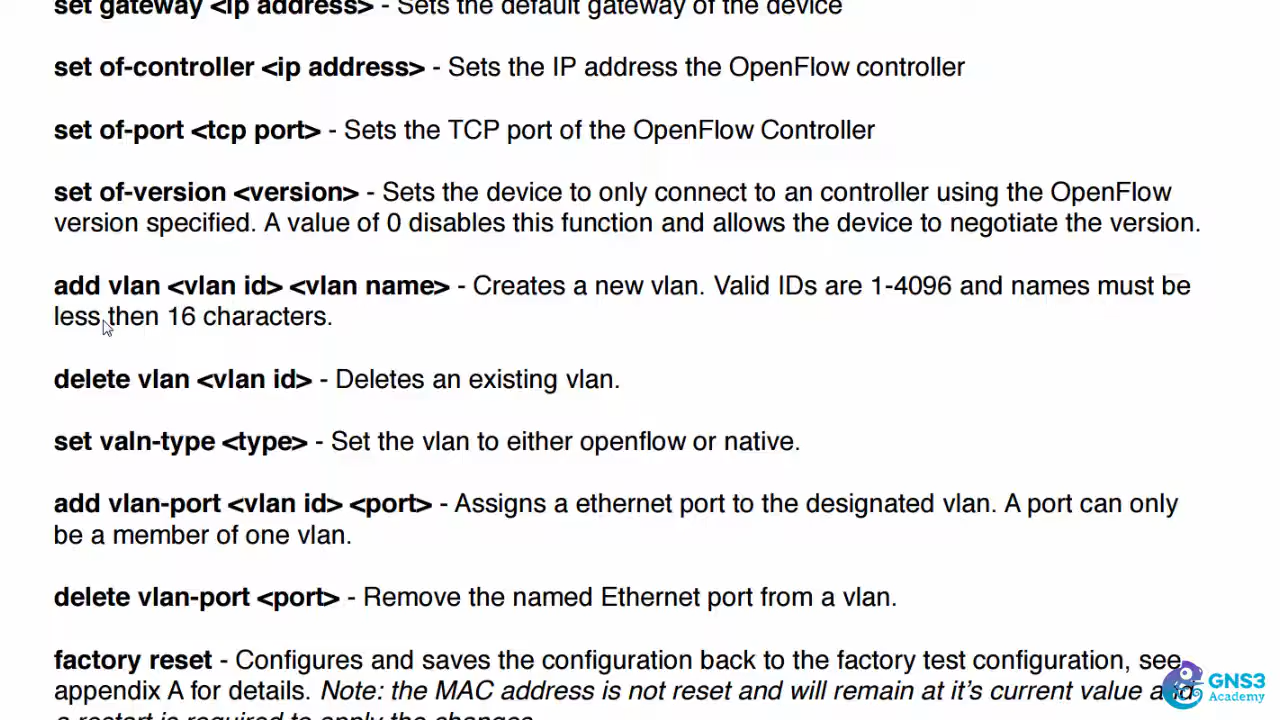 set gateway <ip address> - Sets the default gateway of the device
set of-controller <ip address> - Sets the IP address the OpenFlow controller
set of-port <tcp port> - Sets the TCP port of the OpenFlow Controller
set of-version <version> - Sets the device to only connect to an controller using the OpenFlow
version specified. A value of 0 disables this function and allows the device to negotiate the version.
add vlan <vlan id> <vlan name> - Creates a new vlan. Valid IDs are 1-4096 and names must be
less then 16 characters.
delete vlan <vlan id> - Deletes an existing vlan.
set valn-type <type> - Set the vlan to either openflow or native.
add vlan-port <vlan id> <port> - Assigns a ethernet port to the designated vlan. A port can only
be a member of one vlan.
delete vlan-port <port> - Remove the named Ethernet port from a vlan.
factory reset - Configures and saves the configuration back to the factory test configuration, see
appendix A for details. Note: the MAC address is not reset and will remain at it's current value and
a restart is required to apply the changes.
GNS3
Academy